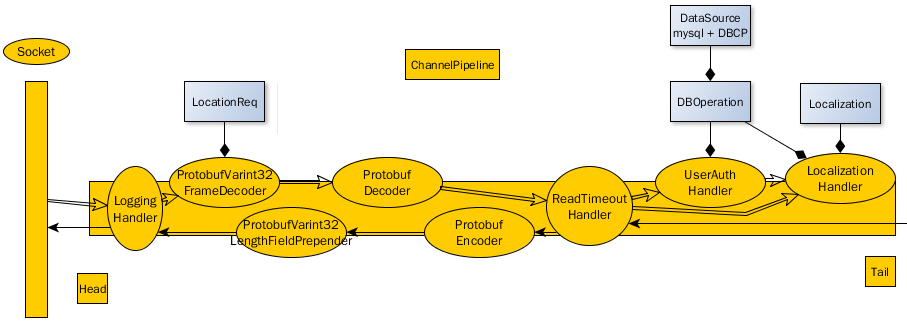 DataSource
mysql + DBCP
Socket
ChannelPipeline
LocationReq
DBOperation
Localization
ProtobufVarint32
FrameDecoder
Protobuf
Decoder
UserAuth
Handler
Localization
Handler
Logging
Handler
ReadTimeout
Handler
ProtobufVarint32
LengthFieldPrepender
Protobuf
Encoder
Head
Tail